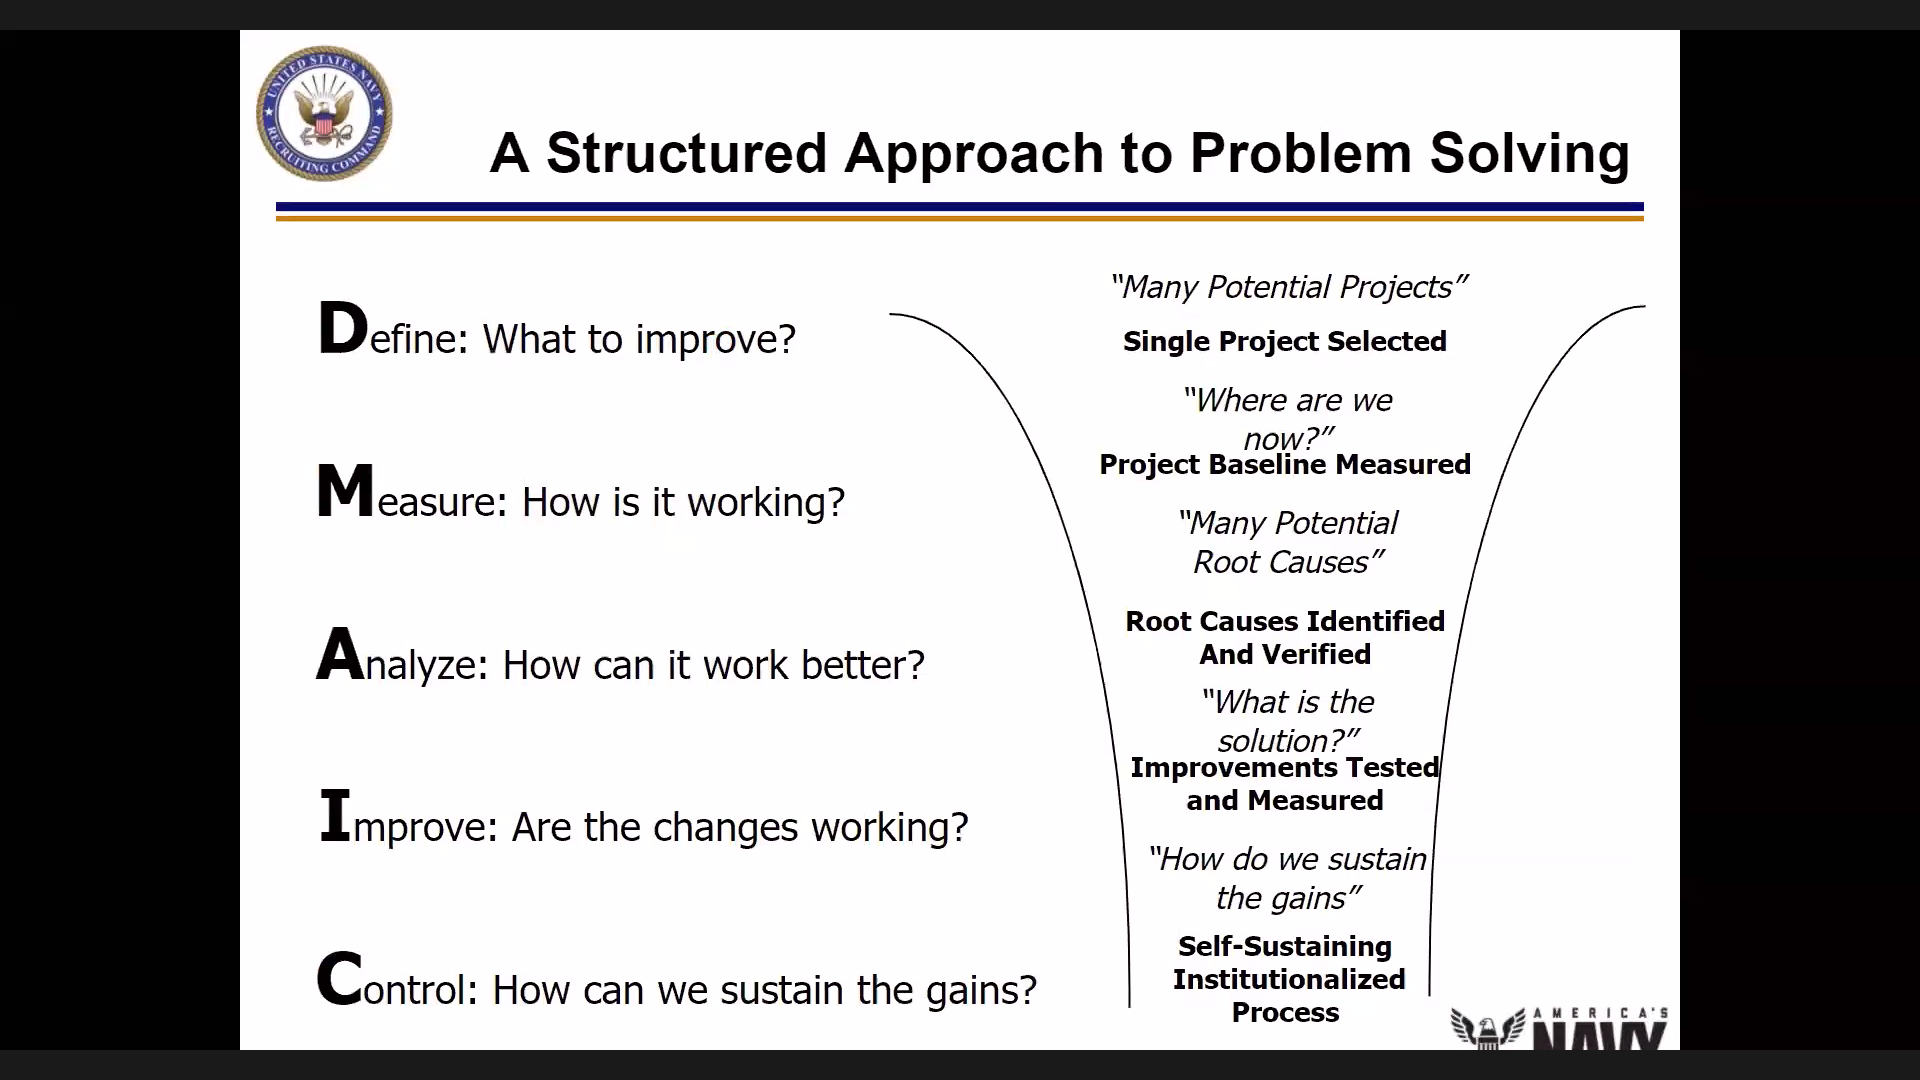 UNITED STATES NAVY
RECRUITING COMMAND
A Structured Approach to Problem Solving
Define: What to improve?
Measure: How is it working?
Analyze: How can it work better?
Improve: Are the changes working?
Control: How can we sustain the gains?
“Many Potential Projects”
Single Project Selected
“Where are we
now?”
Project Baseline Measured
“Many Potential
Root Causes”
Root Causes Identified
And Verified
“What is the
solution?”
Improvements Tested
and Measured
“How do we sustain
the gains”
Self-Sustaining
Institutionalized
Process
AMERICA'S
NAVY